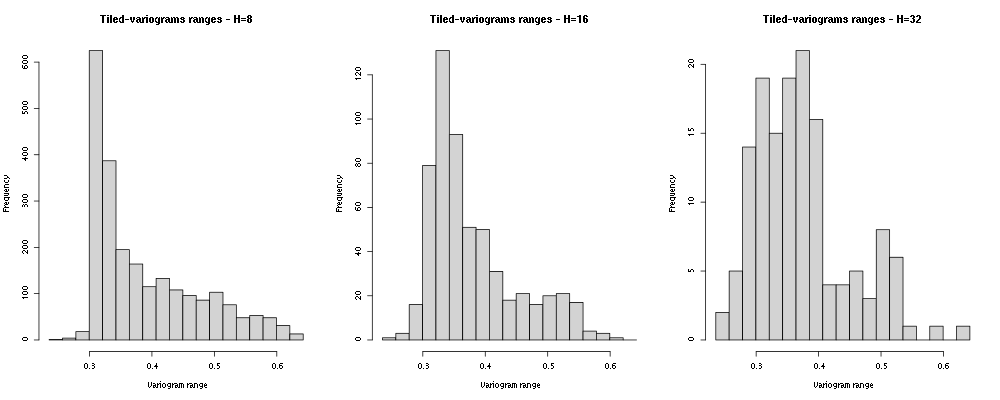 Tiled-variograms ranges - H=8
Frequency
600
500
400
300
200
100
0
0.3 0.4 0.5 0.6
Variogram range
Tiled-variograms ranges - H=16
Frequency
120
100
80
60
40
20
0
0.3 0.4 0.5 0.6
Variogram range
Tiled-variograms ranges - H=32
Frequency
20
15
10
5
0
0.3 0.4 0.5 0.6
Variogram range